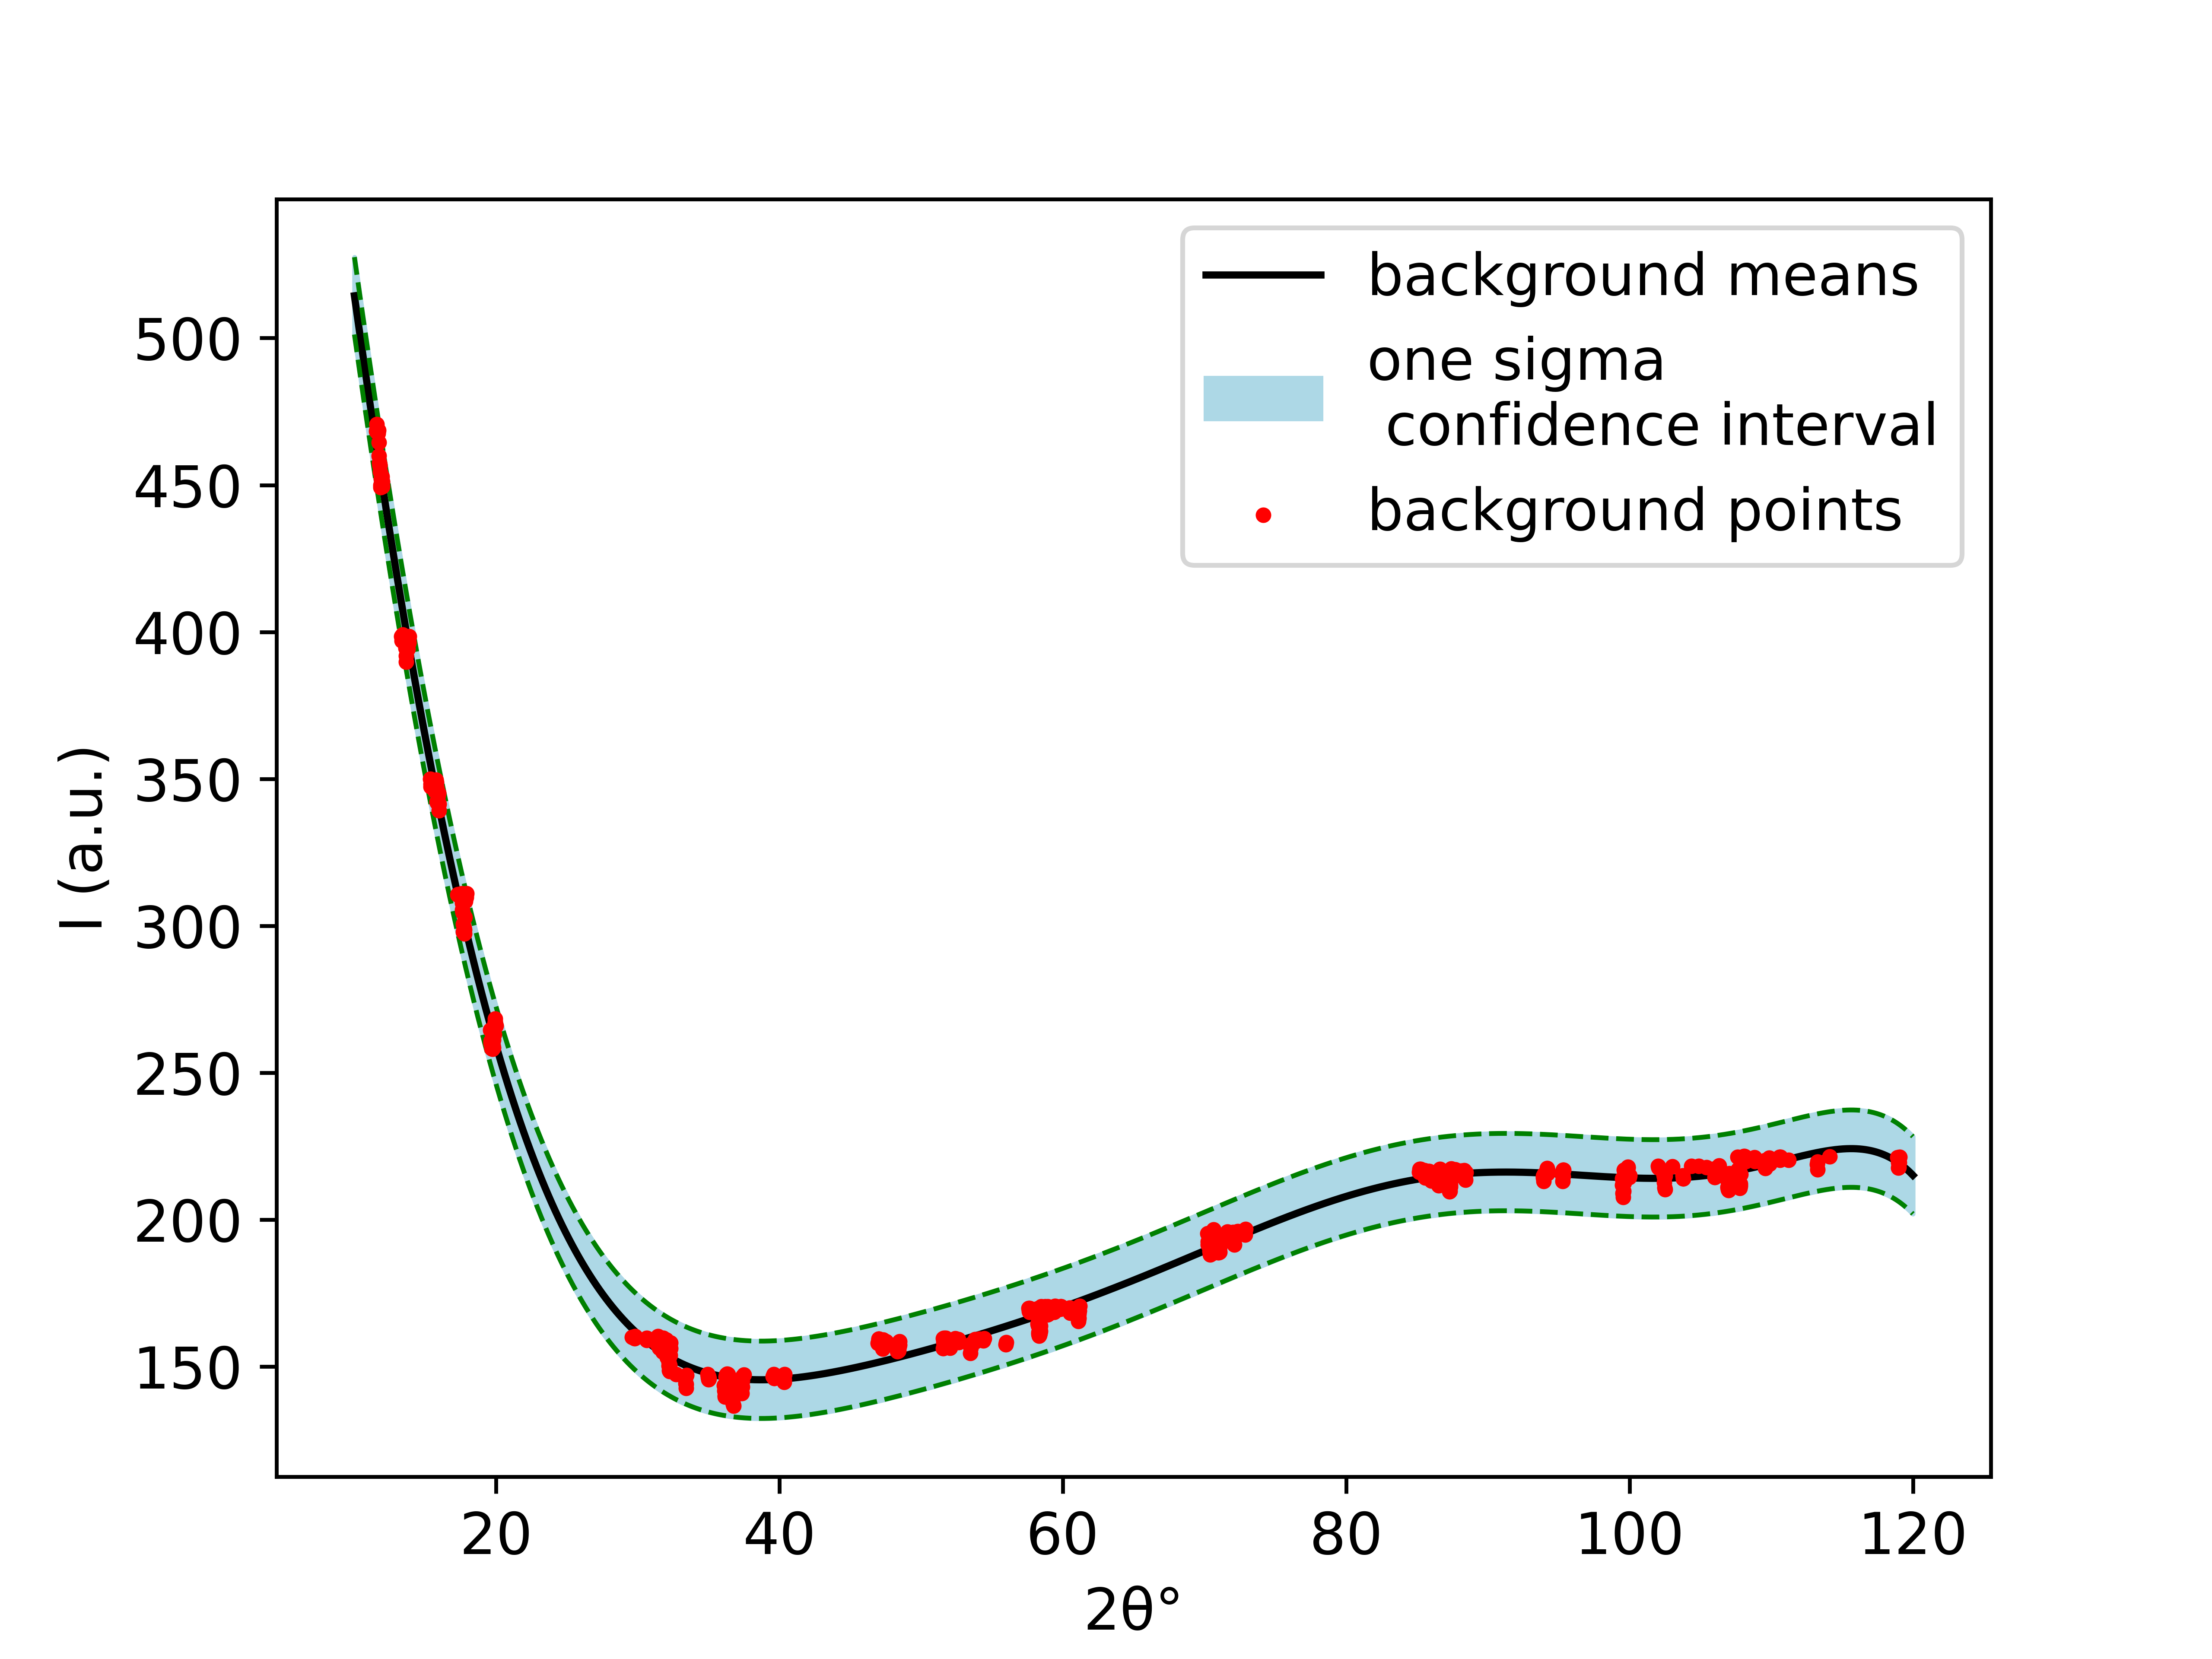 background means
one sigma
confidence interval
background points
I (a.u.)
500
450
400
350
300
250
200
150
20 40 60 80 100 120
2θ°